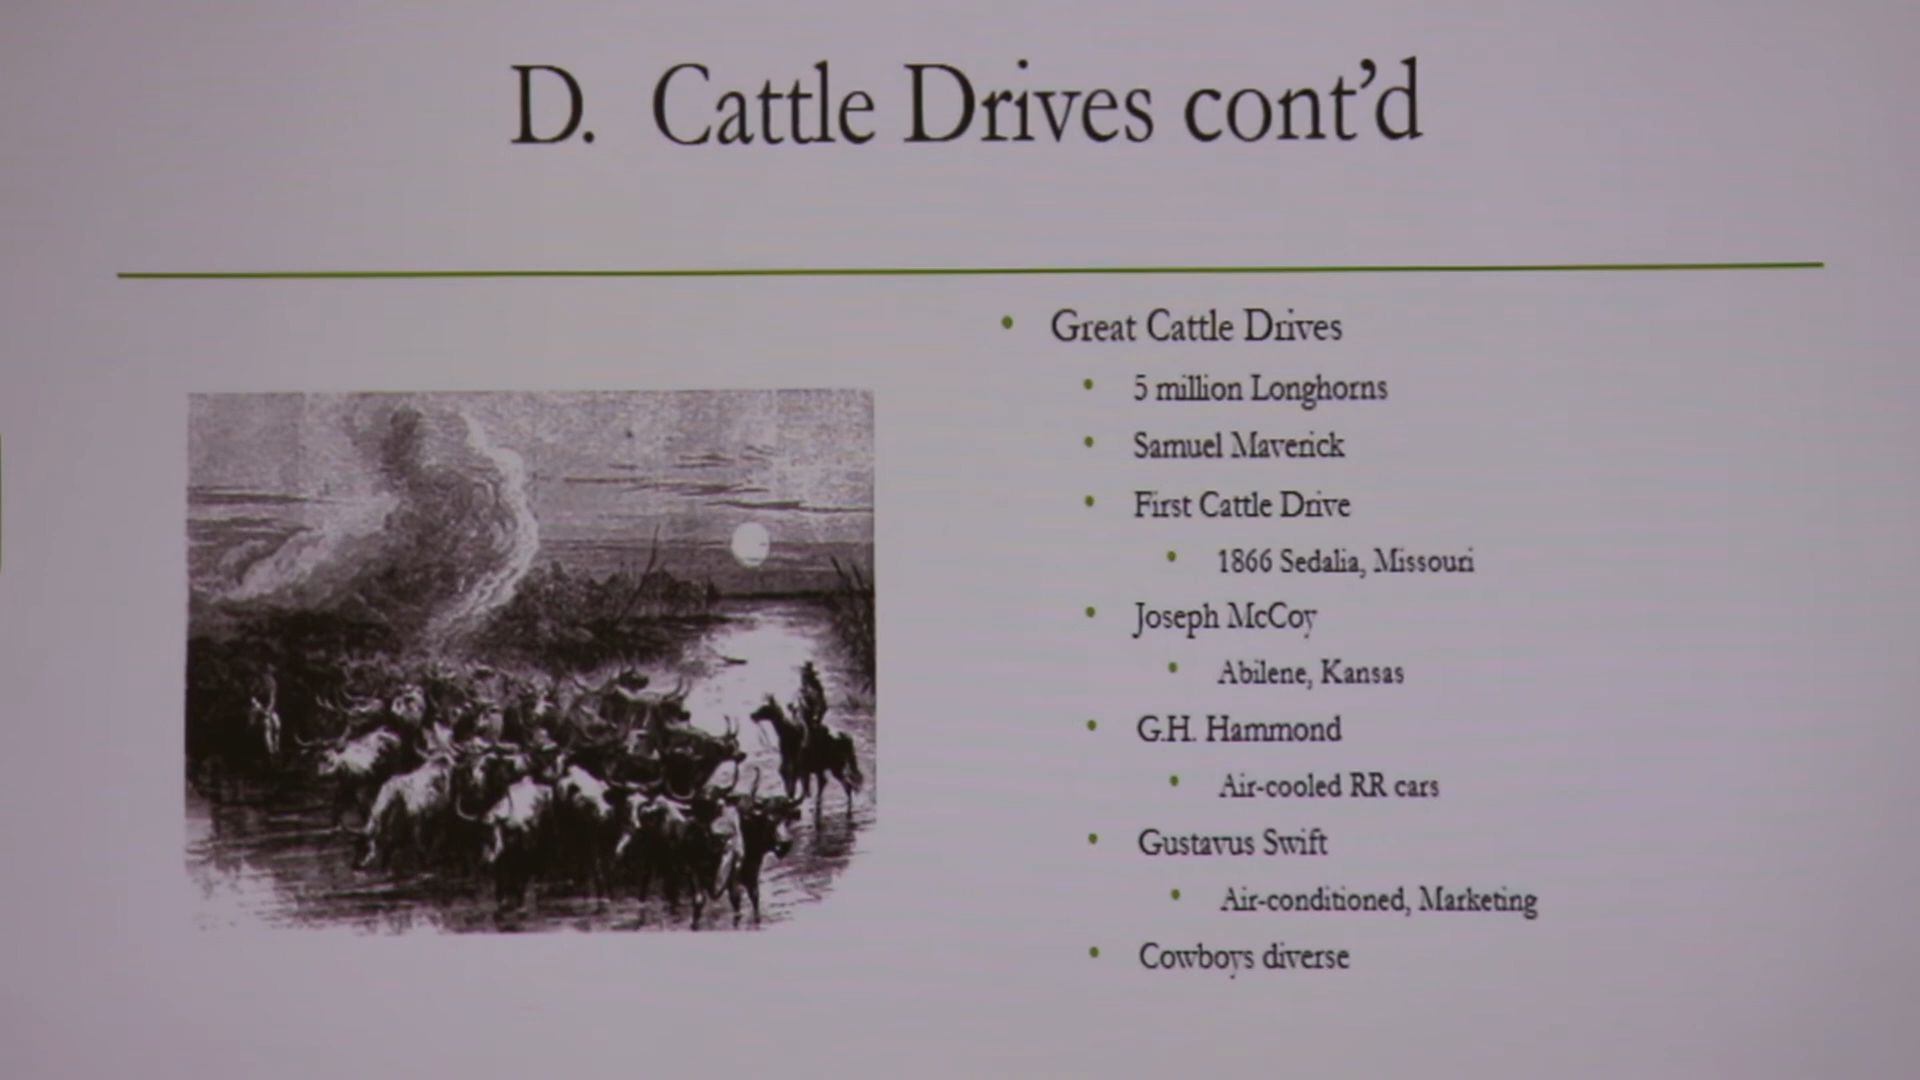 D. Cattle Drives cont’d
• Great Cattle Drives
• 5 million Longhorns
• Samuel Maverick
• First Cattle Drive
• 1866 Sedalia, Missouri
• Joseph McCoy
• Abilene, Kansas
• G.H. Hammond
• Air-cooled RR cars
• Gustavus Swift
• Air-conditioned, Marketing
• Cowboys diverse